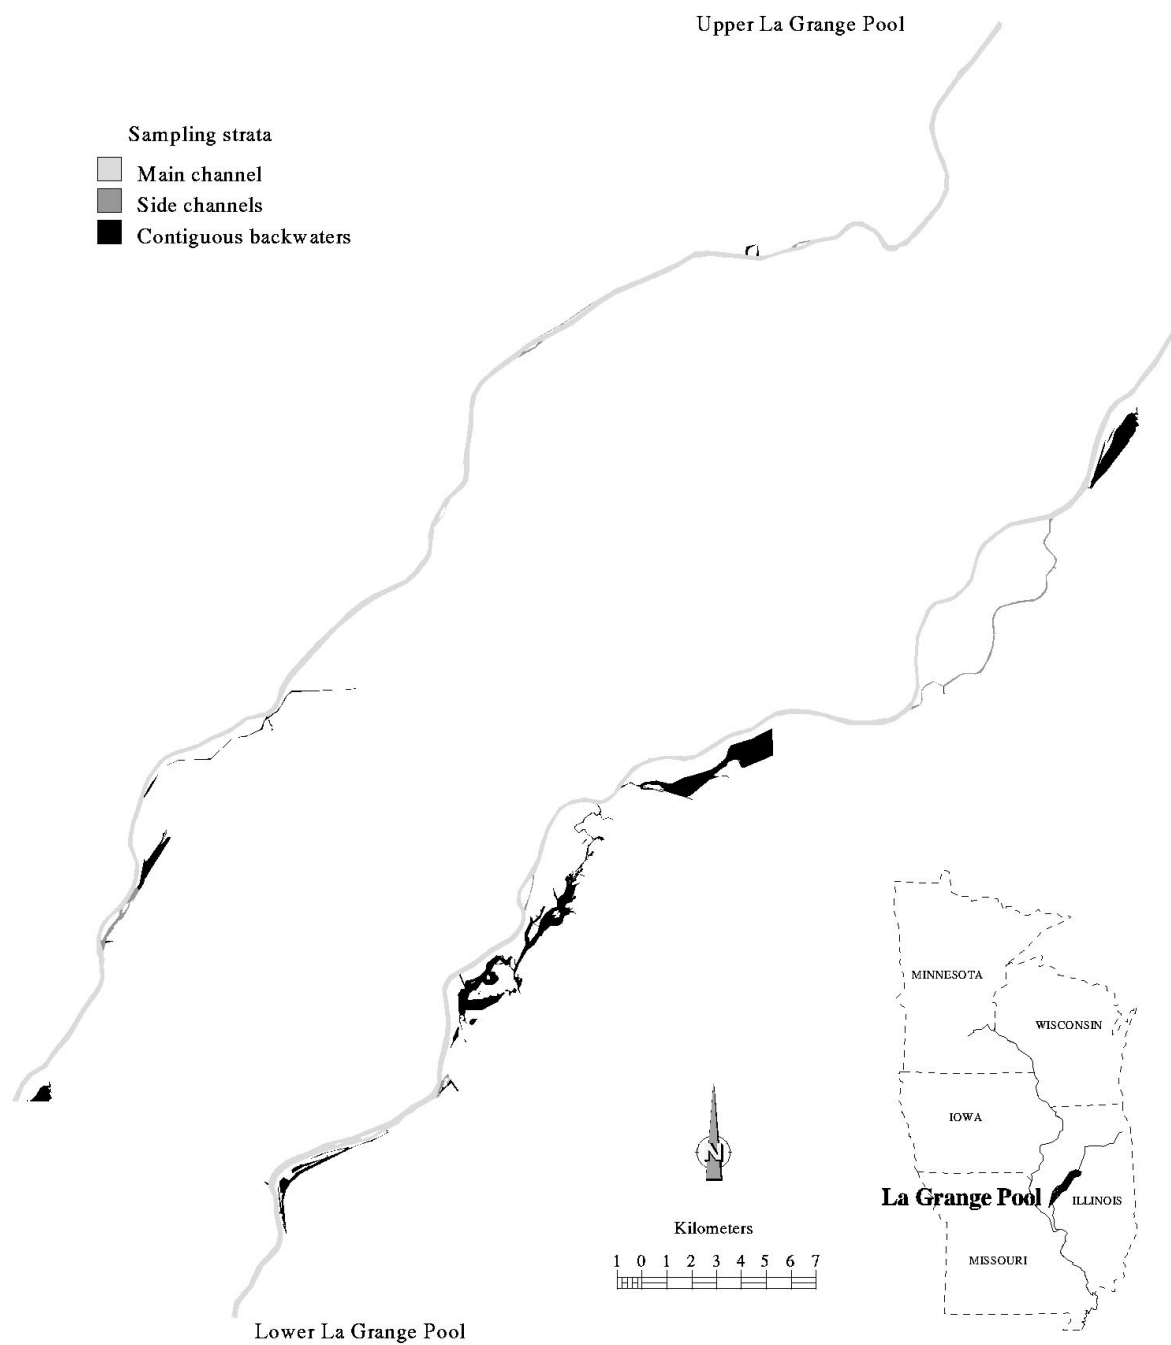 Upper La Grange Pool
Sampling strata
Main channel
Side channels
Contiguous backwaters
MINNESOTA
WISCONSIN
IOWA
La Grange Pool
ILLINOIS
MISSOURI
N
Kilometers
1 0 1 2 3 4 5 6 7
Lower La Grange Pool